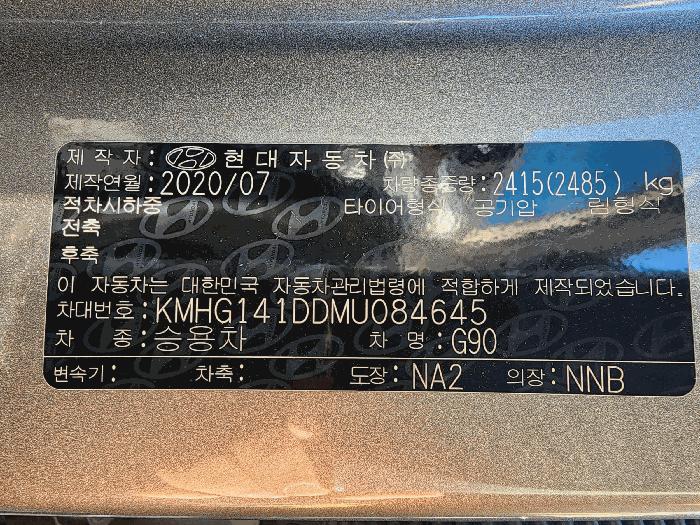 제작자: 현대자동차(주)
제작연월: 2020/07 차량총중량: 2415(2485) kg
적차시하중 타이어형식 공기압 림형식
전축
후축
이 자동차는 대한민국 자동차관리법령에 적합하게 제작되었습니다.
차대번호: KMHG141DDMU084645
차 종: 승용차 차 명: G90
변속기: 차축: 도장: NA2 의장: NNB